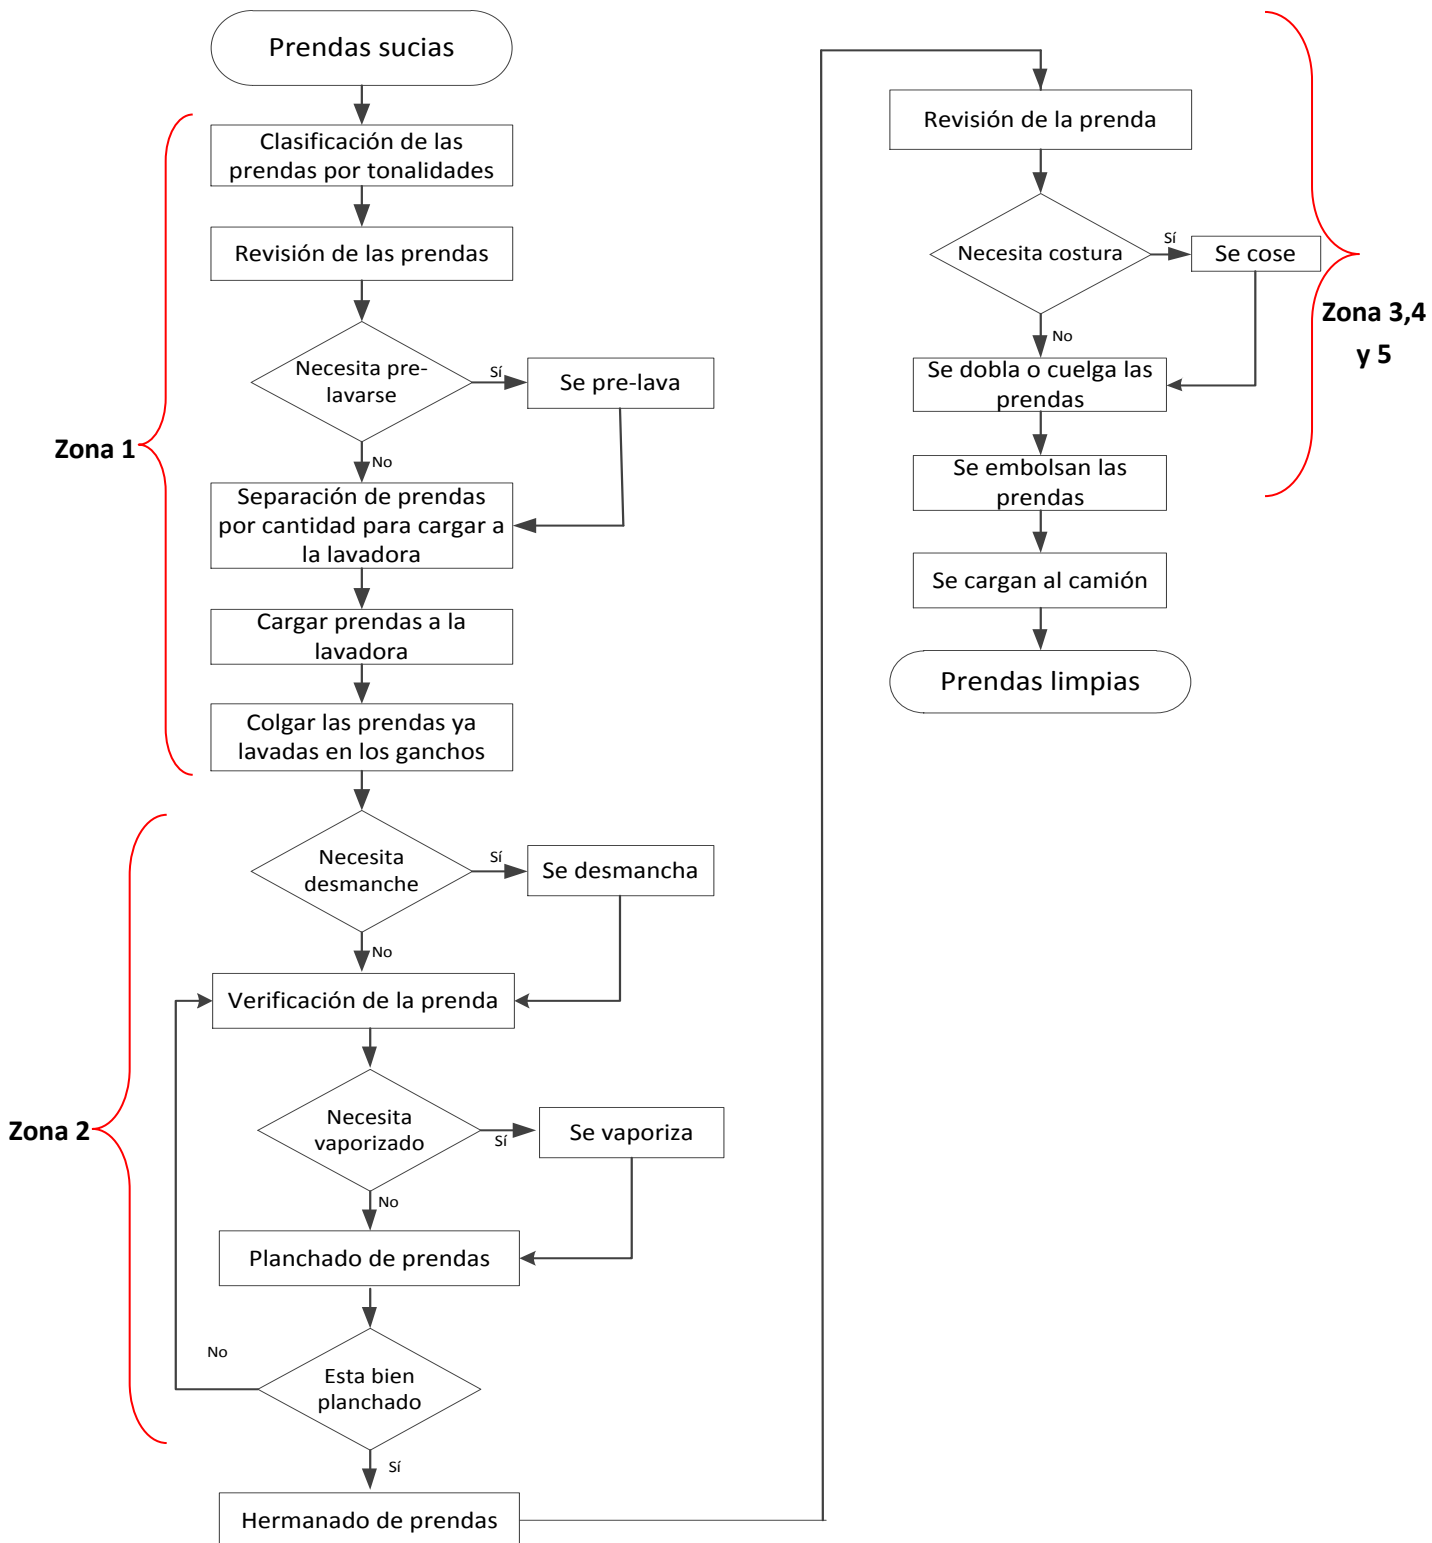 Prendas sucias
Clasificación de las
prendas por tonalidades
Revisión de las prendas
Necesita pre-
lavarse
Sí
Se pre-lava
No
Zona 1
Separación de prendas
por cantidad para cargar a
la lavadora
Cargar prendas a la
lavadora
Colgar las prendas ya
lavadas en los ganchos
Necesita
desmanche
Sí
Se desmancha
No
Verificación de la prenda
Zona 2
Necesita
vaporizado
Sí
Se vaporiza
No
Planchado de prendas
No
Esta bien
planchado
Sí
Hermanado de prendas
Revisión de la prenda
Necesita costura
Sí
Se cose
Zona 3,4
y 5
No
Se dobla o cuelga las
prendas
Se embolsan las
prendas
Se cargan al camión
Prendas limpias